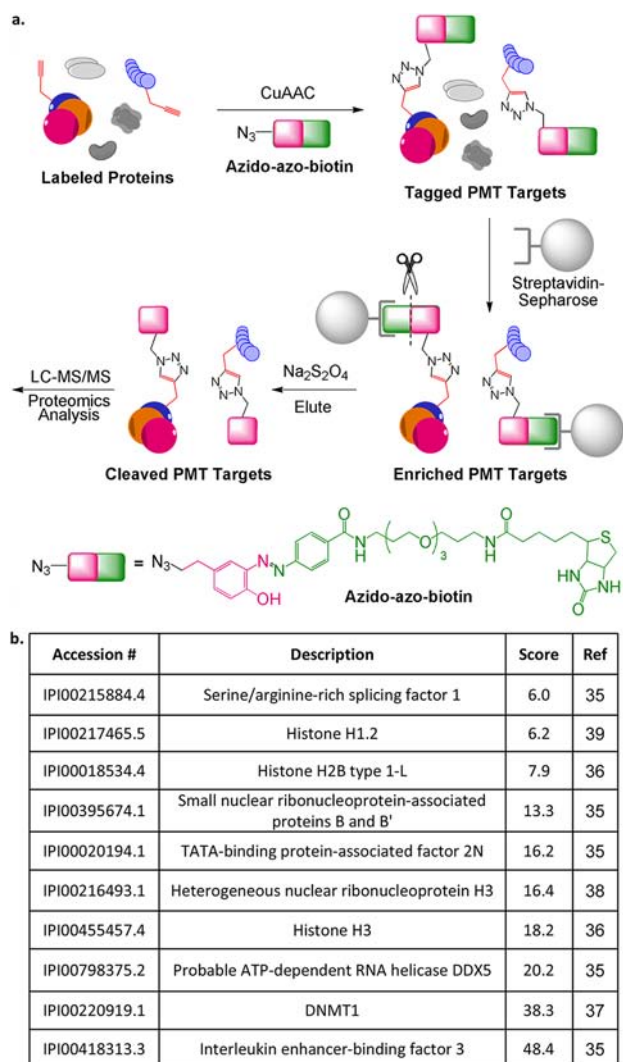 a.
CuAAC
N3
Azido-azo-biotin
Labeled Proteins
N
N=N
N
N=N
Tagged PMT Targets
Streptavidin-
Sepharose
N
N=N
N
N=N
LC-MS/MS
Proteomics
Analysis
Na2S2O4
Elute
N
N=N
N
N=N
Cleaved PMT Targets
Enriched PMT Targets
N3 = N3 N=N OH O N H O 3 N H O S HN NH O
Azido-azo-biotin
b.
Accession # Description Score Ref
IPI00215884.4 Serine/arginine-rich splicing factor 1 6.0 35
IPI00217465.5 Histone H1.2 6.2 39
IPI00018534.4 Histone H2B type 1-L 7.9 36
IPI00395674.1 Small nuclear ribonucleoprotein-associated
proteins B and B' 13.3 35
IPI00020194.1 TATA-binding protein-associated factor 2N 16.2 35
IPI00216493.1 Heterogeneous nuclear ribonucleoprotein H3 16.4 38
IPI00455457.4 Histone H3 18.2 36
IPI00798375.2 Probable ATP-dependent RNA helicase DDX5 20.2 35
IPI00220919.1 DNMT1 38.3 37
IPI00418313.3 Interleukin enhancer-binding factor 3 48.4 35